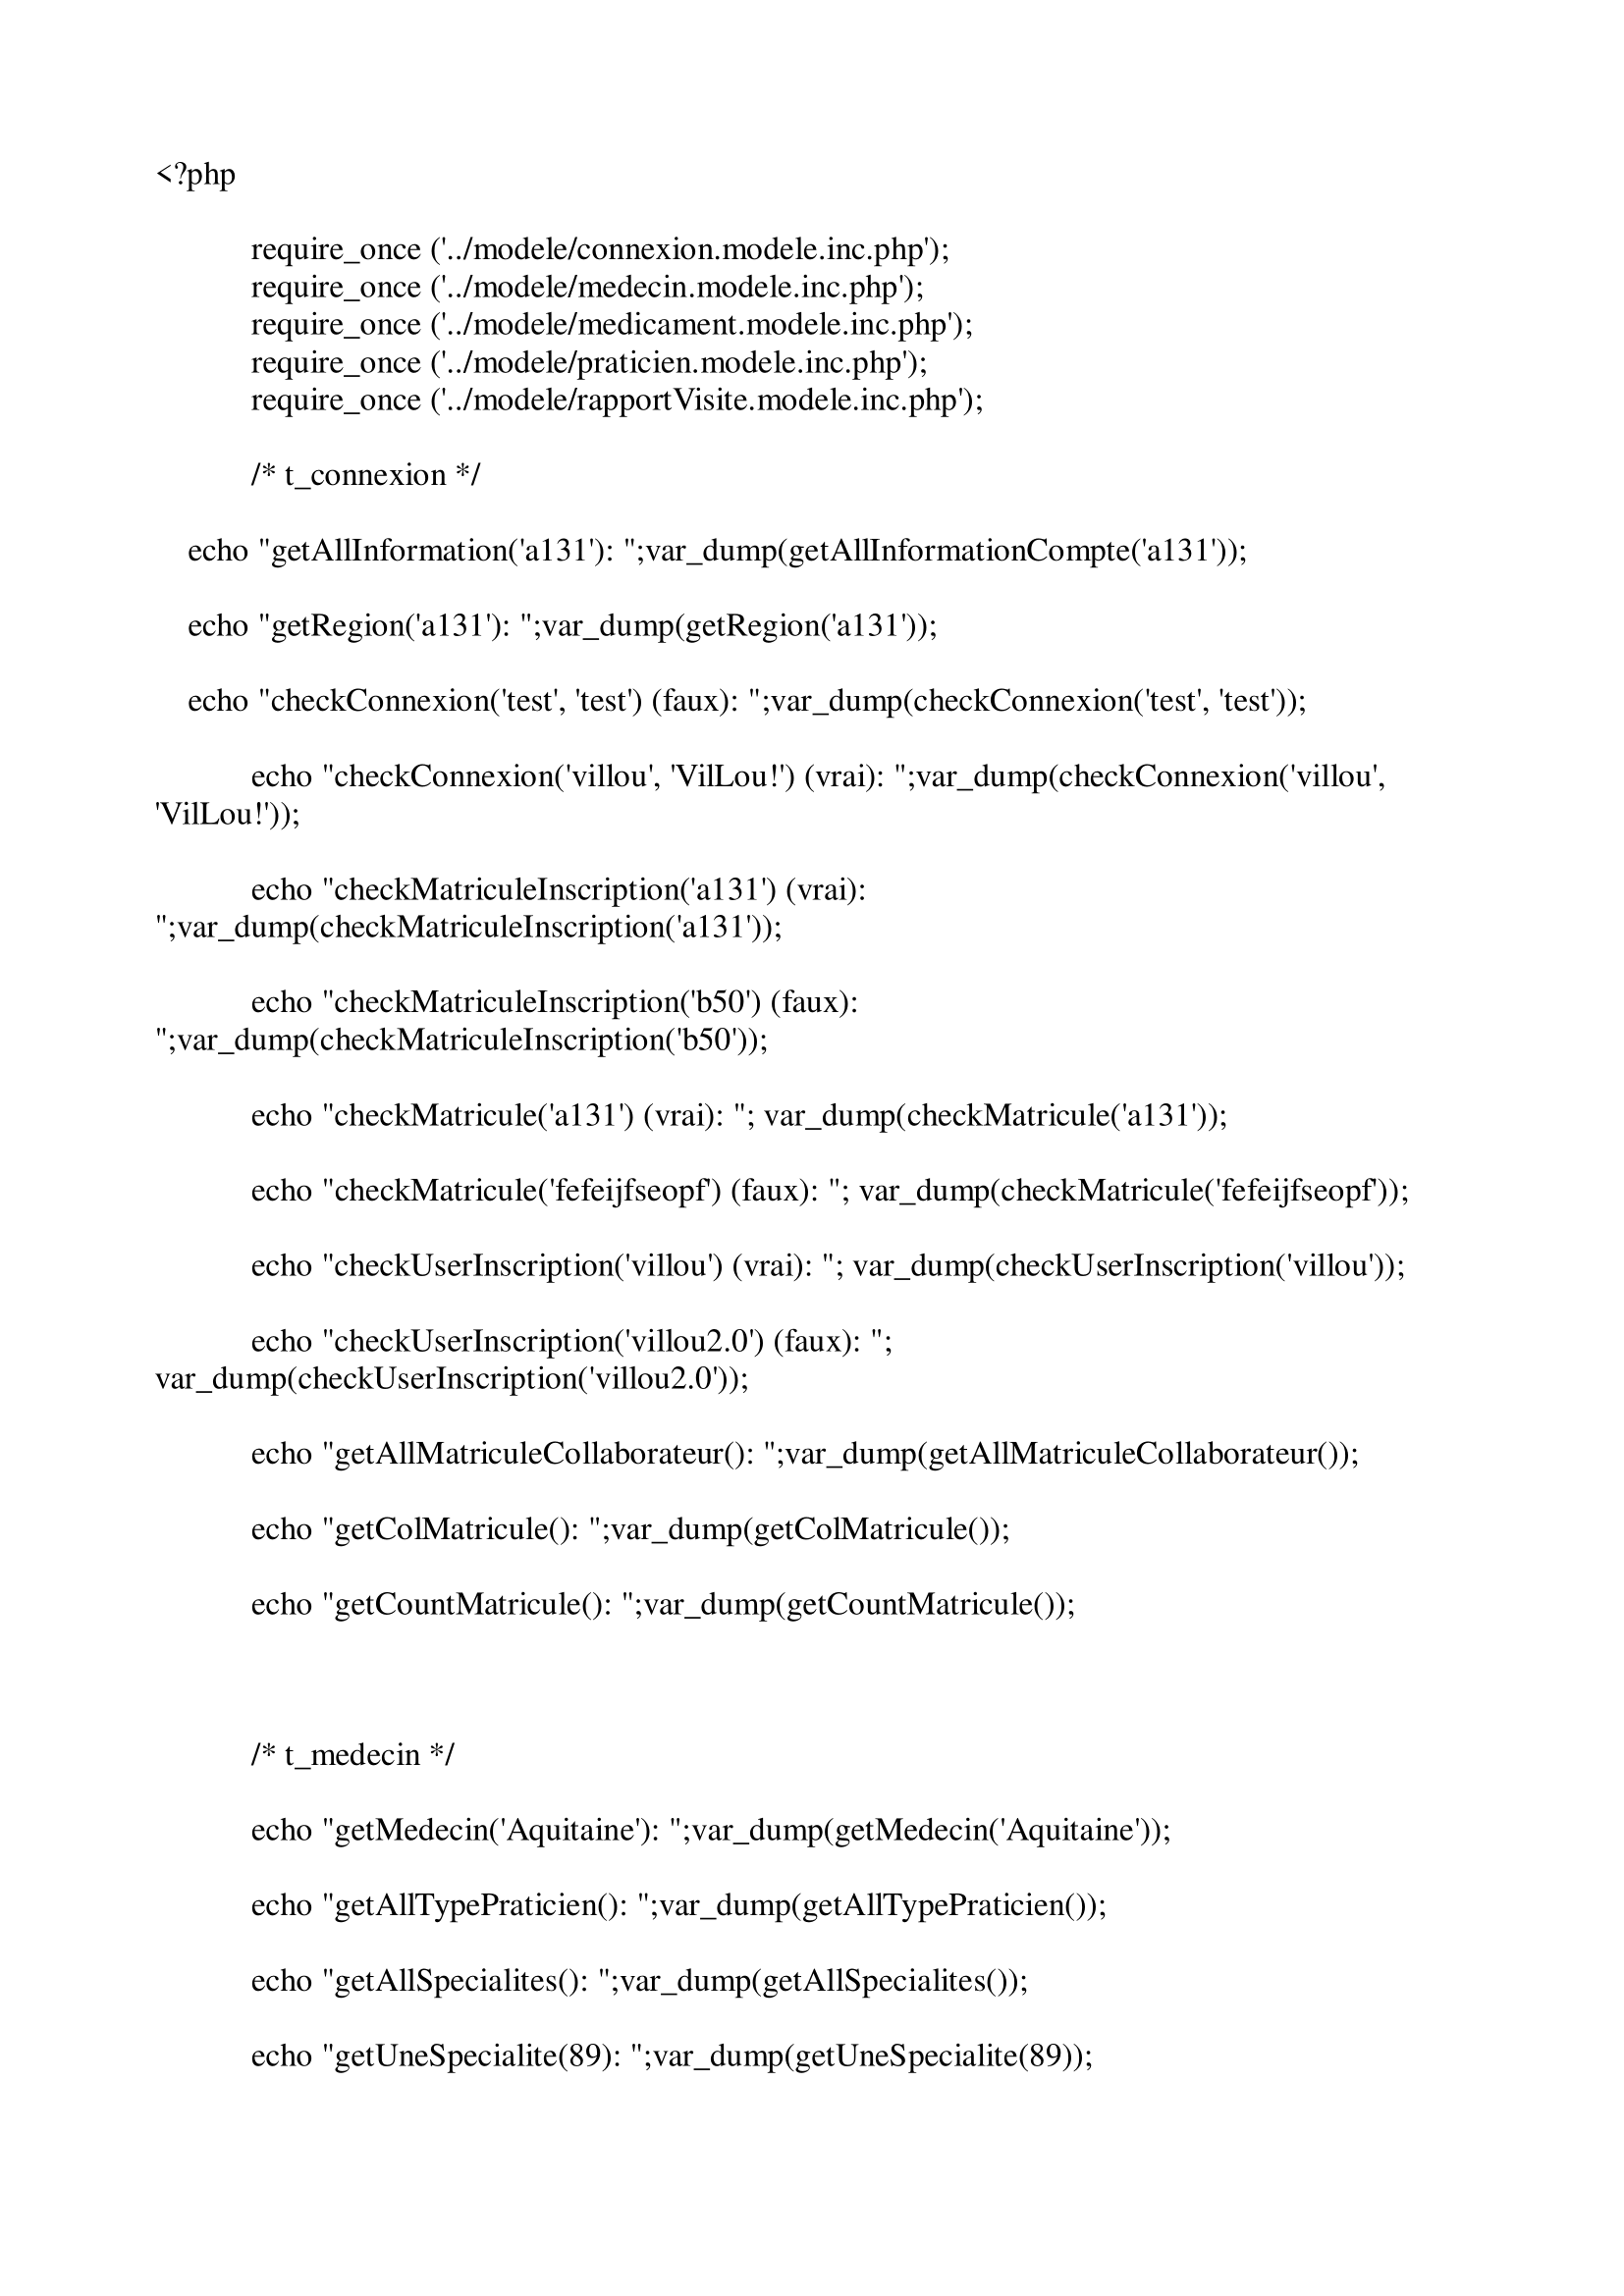 <?php
require_once ('../modele/connexion.modele.inc.php');
require_once ('../modele/medecin.modele.inc.php');
require_once ('../modele/medicament.modele.inc.php');
require_once ('../modele/praticien.modele.inc.php');
require_once ('../modele/rapportVisite.modele.inc.php');
/* t_connexion */
echo "getAllInformation('a131'): ";var_dump(getAllInformationCompte('a131'));
echo "getRegion('a131'): ";var_dump(getRegion('a131'));
echo "checkConnexion('test', 'test') (faux): ";var_dump(checkConnexion('test', 'test'));
echo "checkConnexion('villou', 'VilLou!') (vrai): ";var_dump(checkConnexion('villou',
'VilLou!'));
echo "checkMatriculeInscription('a131') (vrai):
";var_dump(checkMatriculeInscription('a131'));
echo "checkMatriculeInscription('b50') (faux):
";var_dump(checkMatriculeInscription('b50'));
echo "checkMatricule('a131') (vrai): "; var_dump(checkMatricule('a131'));
echo "checkMatricule('fefeijfseopf') (faux): "; var_dump(checkMatricule('fefeijfseopf'));
echo "checkUserInscription('villou') (vrai): "; var_dump(checkUserInscription('villou'));
echo "checkUserInscription('villou2.0') (faux): ";
var_dump(checkUserInscription('villou2.0'));
echo "getAllMatriculeCollaborateur(): ";var_dump(getAllMatriculeCollaborateur());
echo "getColMatricule(): ";var_dump(getColMatricule());
echo "getCountMatricule(): ";var_dump(getCountMatricule());
/* t_medecin */
echo "getMedecin('Aquitaine'): ";var_dump(getMedecin('Aquitaine'));
echo "getAllTypePraticien(): ";var_dump(getAllTypePraticien());
echo "getAllSpecialites(): ";var_dump(getAllSpecialites());
echo "getUneSpecialite(89): ";var_dump(getUneSpecialite(89));